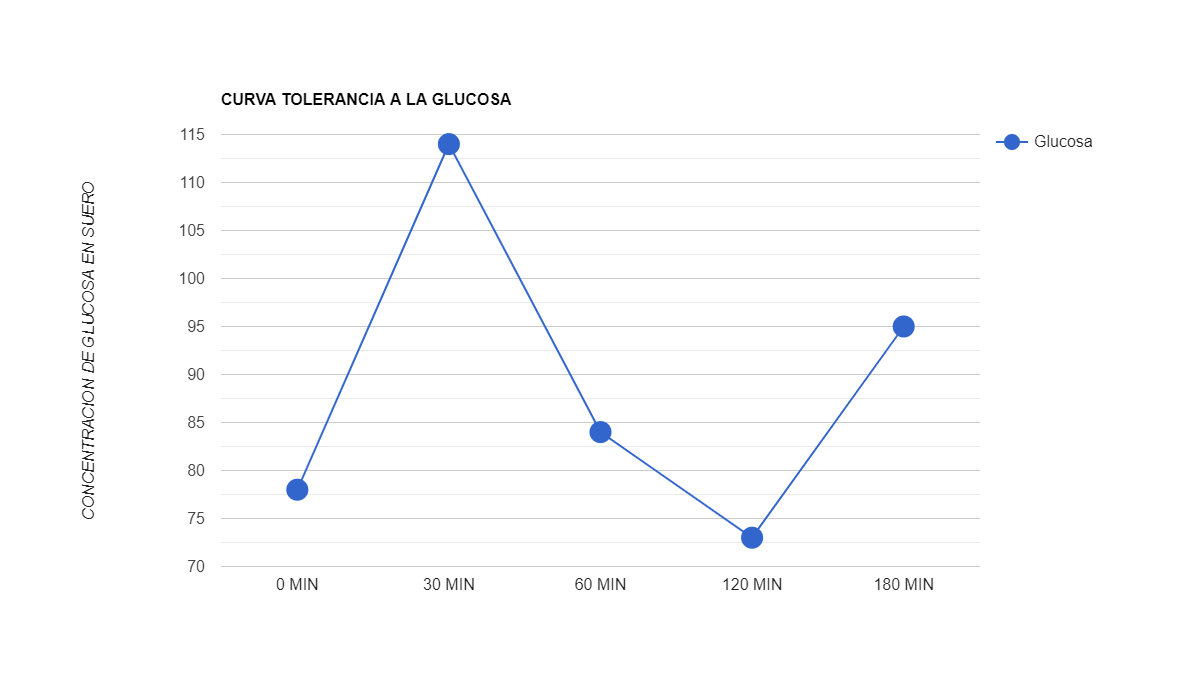 CURVA TOLERANCIA A LA GLUCOSA
Glucosa
CONCENTRACION DE GLUCOSA EN SUERO
115
110
105
100
95
90
85
80
75
70
0 MIN
30 MIN
60 MIN
120 MIN
180 MIN